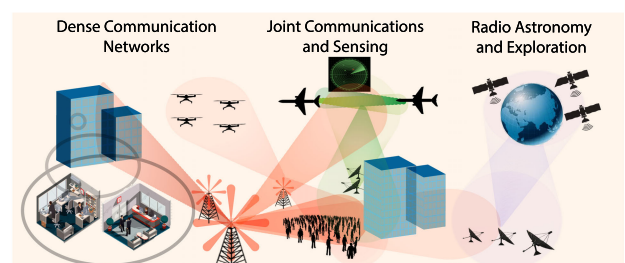 Dense Communication
Networks
Joint Communications
and Sensing
Radio Astronomy
and Exploration